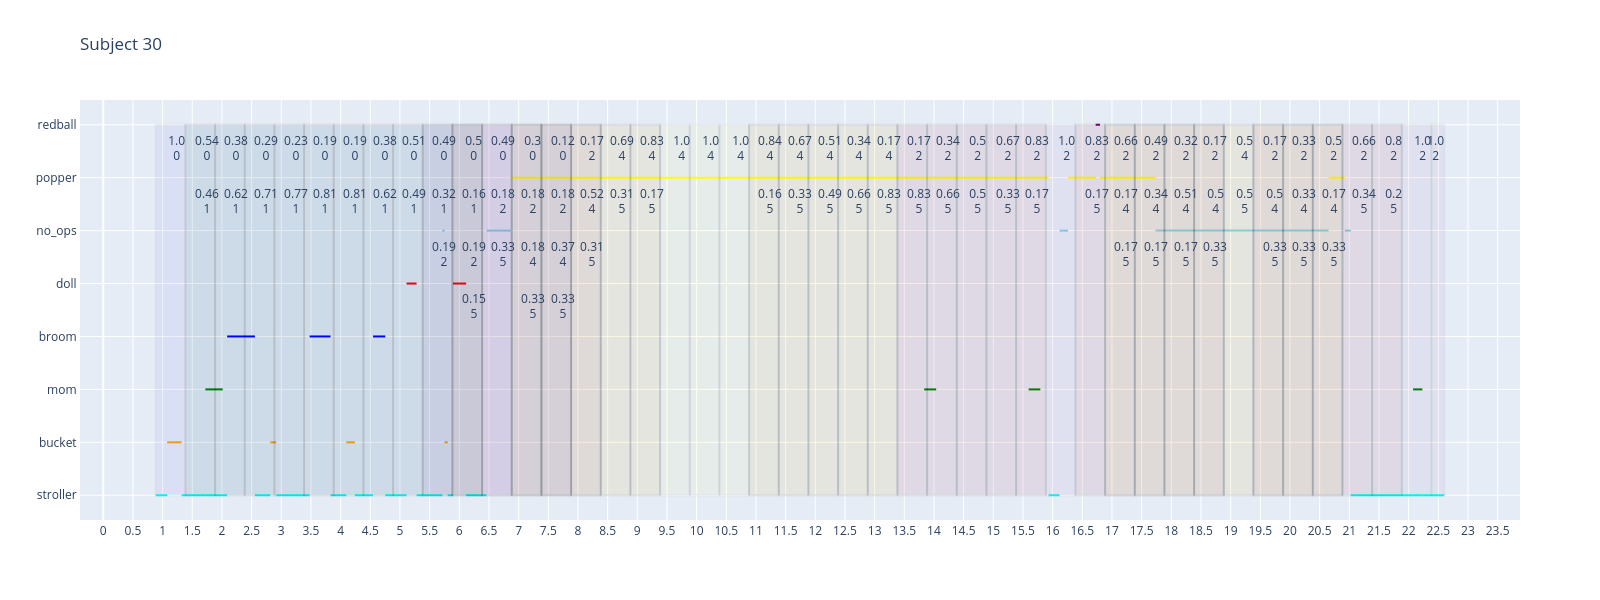 Subject 30
redball
1.0 0.54 0.38 0.29 0.23 0.19 0.19 0.38 0.51 0.49 0.5 0.49 0.3 0.12 0.17 0.69 0.83 1.0 1.0 1.0 0.84 0.67 0.51 0.34 0.17 0.17 0.34 0.5 0.67 0.83 1.0 0.83 0.66 0.49 0.32 0.17 0.5 0.17 0.33 0.5 0.66 0.8 1.0 1.0
0 0 0 0 0 0 0 0 0 0 0 0 0 0 2 4 4 4 4 4 4 4 4 4 4 2 2 2 2 2 2 2 2 2 2 2 4 2 2 2 2 2 2 2
popper
0.46 0.62 0.71 0.77 0.81 0.81 0.62 0.49 0.32 0.16 0.18 0.18 0.18 0.52 0.31 0.17 0.16 0.33 0.49 0.66 0.83 0.83 0.66 0.5 0.33 0.17 0.17 0.17 0.34 0.51 0.5 0.5 0.5 0.33 0.17 0.34 0.2
1 1 1 1 1 1 1 1 1 1 2 2 2 4 5 5 5 5 5 5 5 5 5 5 5 5 5 4 4 4 4 5 4 4 4 5 5
no_ops
0.19 0.19 0.33 0.18 0.37 0.31 0.17 0.17 0.17 0.33 0.33 0.33 0.33
2 2 5 4 4 5 5 5 5 5 5 5 5
doll
0.15 0.33 0.33
5 5 5
broom
mom
bucket
stroller
0 0.5 1 1.5 2 2.5 3 3.5 4 4.5 5 5.5 6 6.5 7 7.5 8 8.5 9 9.5 10 10.5 11 11.5 12 12.5 13 13.5 14 14.5 15 15.5 16 16.5 17 17.5 18 18.5 19 19.5 20 20.5 21 21.5 22 22.5 23 23.5